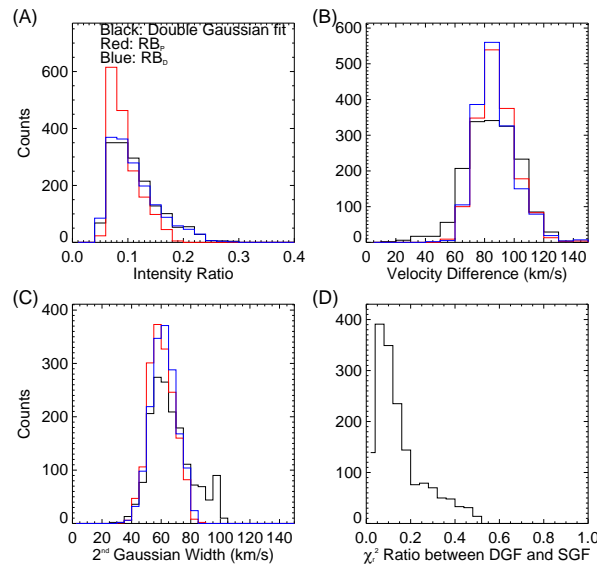 (A)
Black: Double Gaussian fit
Red: RB_P
Blue: RB_D
600
400
200
0
Counts
0.0 0.1 0.2 0.3 0.4
Intensity Ratio
(B)
600
500
400
300
200
100
0
0 20 40 60 80 100 120 140
Velocity Difference (km/s)
(C)
400
300
200
100
0
Counts
0 20 40 60 80 100 120 140
2nd Gaussian Width (km/s)
(D)
400
300
200
100
0
0.0 0.2 0.4 0.6 0.8 1.0
χr² Ratio between DGF and SGF